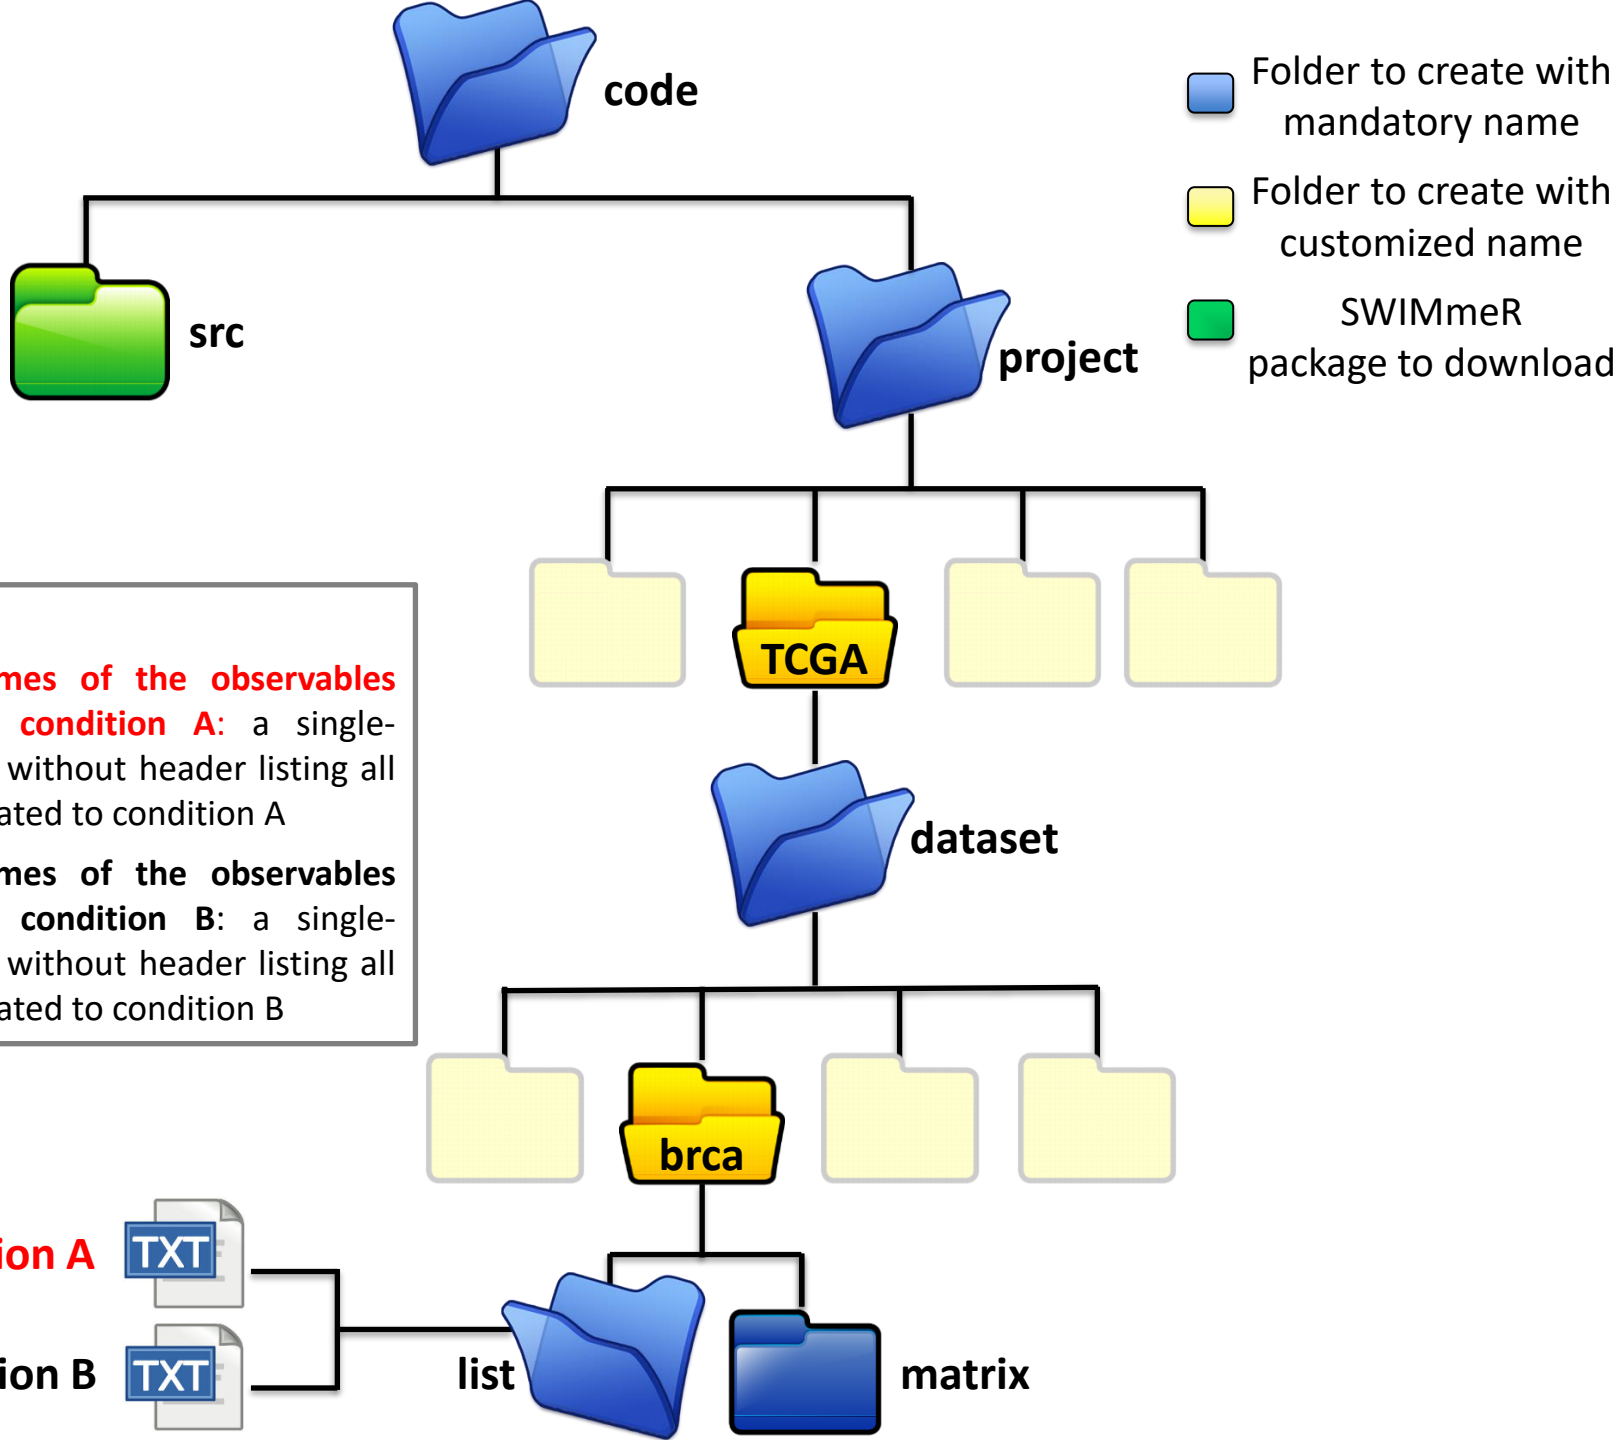 code
Folder to create with
mandatory name
Folder to create with
customized name
SWIMmeR
package to download
src
project
TCGA
mes of the observables
condition A: a single-
without header listing all
ated to condition A
dataset
mes of the observables
condition B: a single-
without header listing all
ated to condition B
brca
ion A
TXT
ion B
TXT
list
matrix